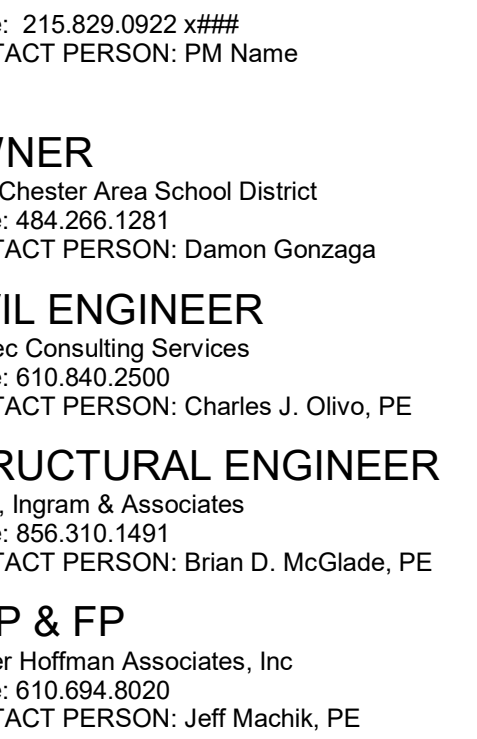 : 215.829.0922 x###
TACT PERSON: PM Name
NER
Chester Area School District
: 484.266.1281
TACT PERSON: Damon Gonzaga
IL ENGINEER
ec Consulting Services
: 610.840.2500
TACT PERSON: Charles J. Olivo, PE
RUCTURAL ENGINEER
, Ingram & Associates
: 856.310.1491
TACT PERSON: Brian D. McGlade, PE
P & FP
er Hoffman Associates, Inc
: 610.694.8020
TACT PERSON: Jeff Machik, PE